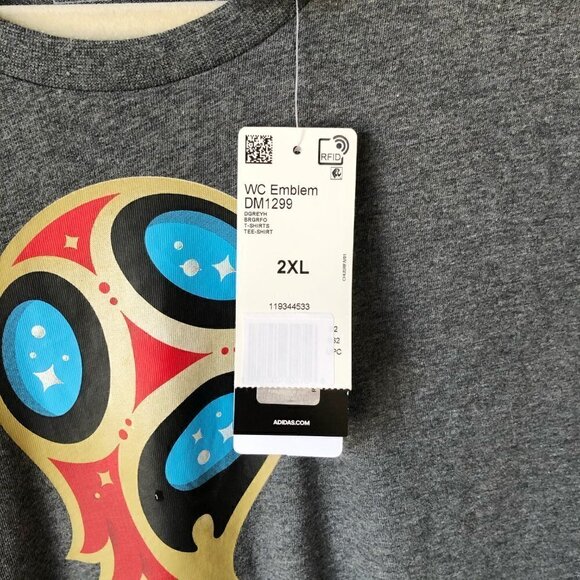 RFID
WC Emblem
DM1299
DGREYH
BRGRFO
T-SHIRTS
TEE-SHIRT
2XL
119344533
ADIDAS.COM